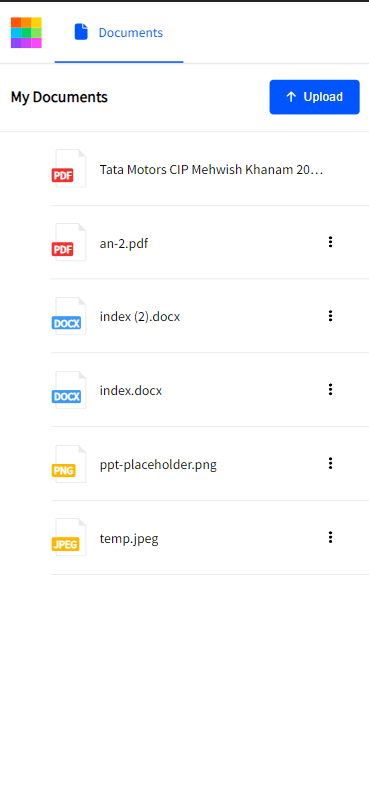 Documents
My Documents
Upload
PDF Tata Motors CIP Mehwish Khanam 20...
PDF an-2.pdf
DOCX index (2).docx
DOCX index.docx
PNG ppt-placeholder.png
JPEG temp.jpeg